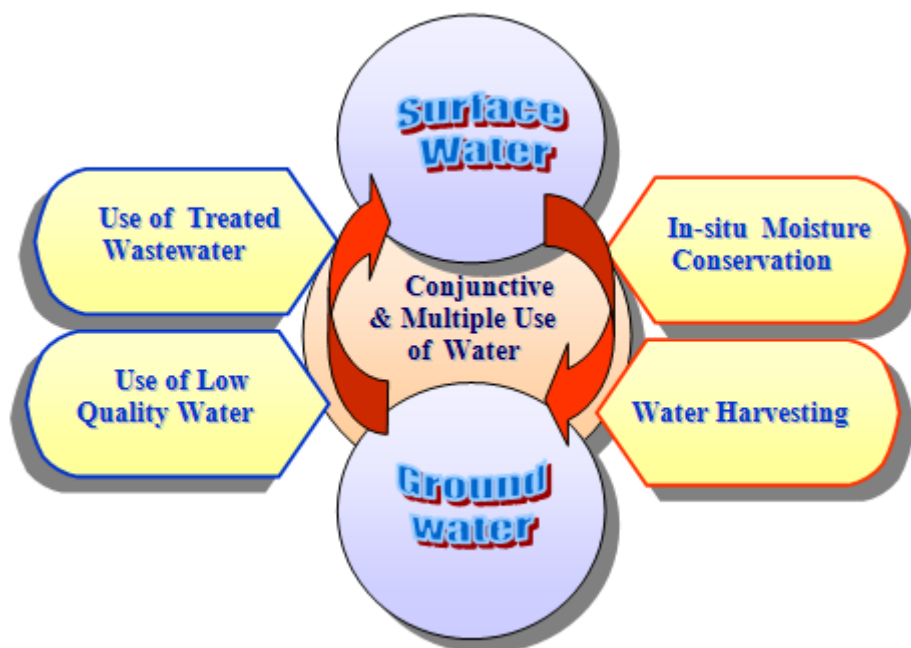 Surface
Water
Use of Treated
Wastewater
In-situ Moisture
Conservation
Conjunctive
& Multiple Use
of Water
Use of Low
Quality Water
Water Harvesting
Ground
water